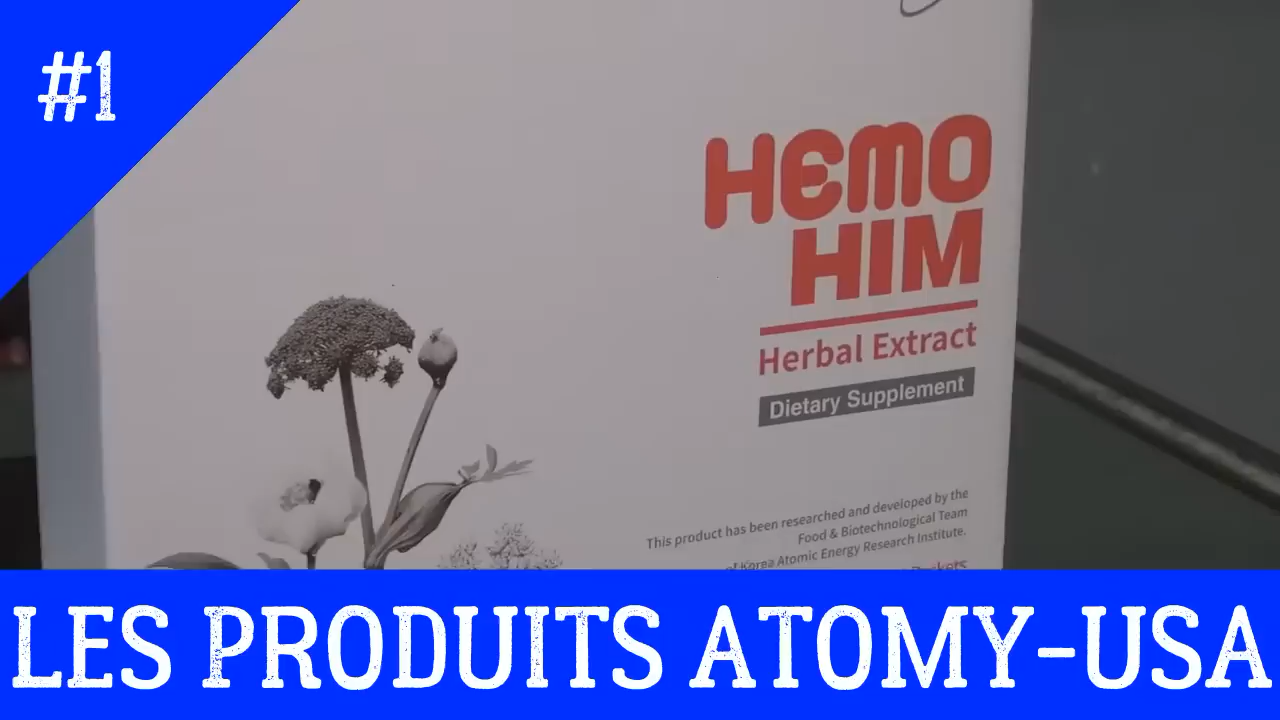 #1
HEMO
HIM
Herbal Extract
Dietary Supplement
This product has been researched and developed by the
Food & Biotechnological Team
of Korea Atomic Energy Research Institute.
LES PRODUITS ATOMY-USA